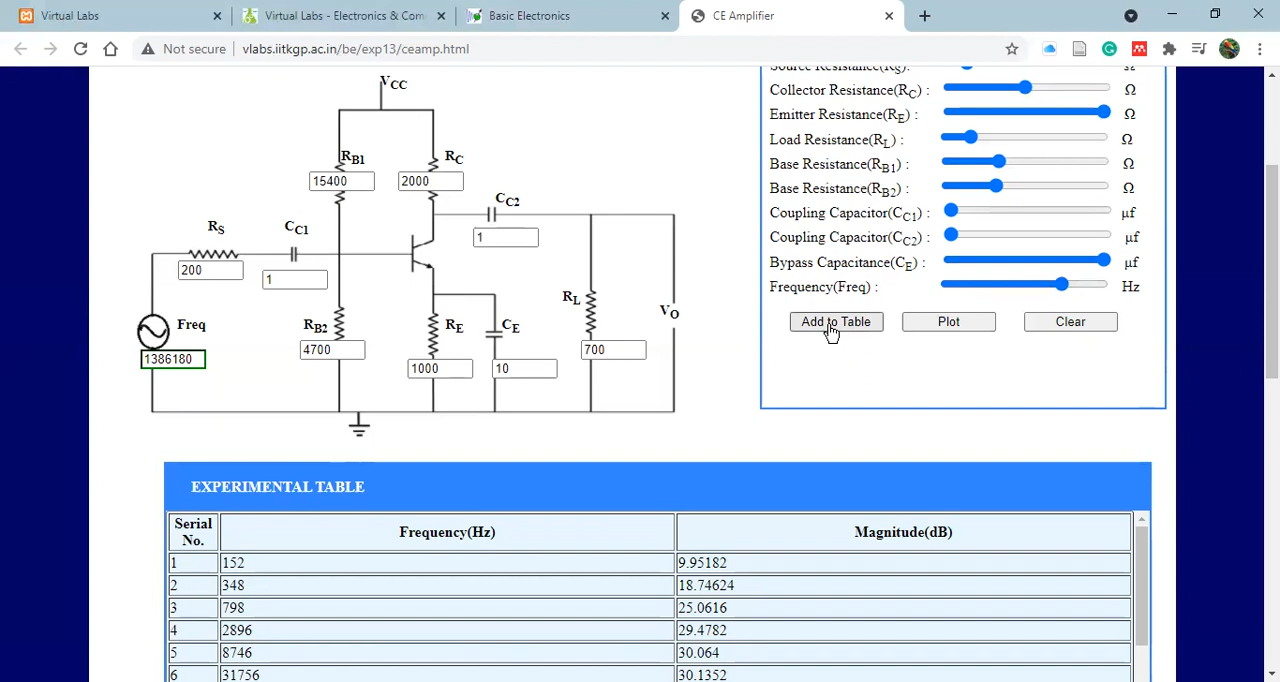 Virtual Labs
Virtual Labs - Electronics & Com
Basic Electronics
CE Amplifier
Not secure
vlabs.iitkgp.ac.in/be/exp13/ceamp.html
VCC
RB1
15400
RC
2000
CC2
1
RS
200
CC1
1
Freq
1386180
RB2
4700
RE
1000
CE
10
RL
700
VO
Source Resistance(RS): Ω
Collector Resistance(RC) : Ω
Emitter Resistance(RE) : Ω
Load Resistance(RL) : Ω
Base Resistance(RB1) : Ω
Base Resistance(RB2) : Ω
Coupling Capacitor(CC1) : μf
Coupling Capacitor(CC2) : μf
Bypass Capacitance(CE) : μf
Frequency(Freq) : Hz
Add to Table Plot Clear
EXPERIMENTAL TABLE
Serial No. Frequency(Hz) Magnitude(dB)
1 152 9.95182
2 348 18.74624
3 798 25.0616
4 2896 29.4782
5 8746 30.064
6 31756 30.1352